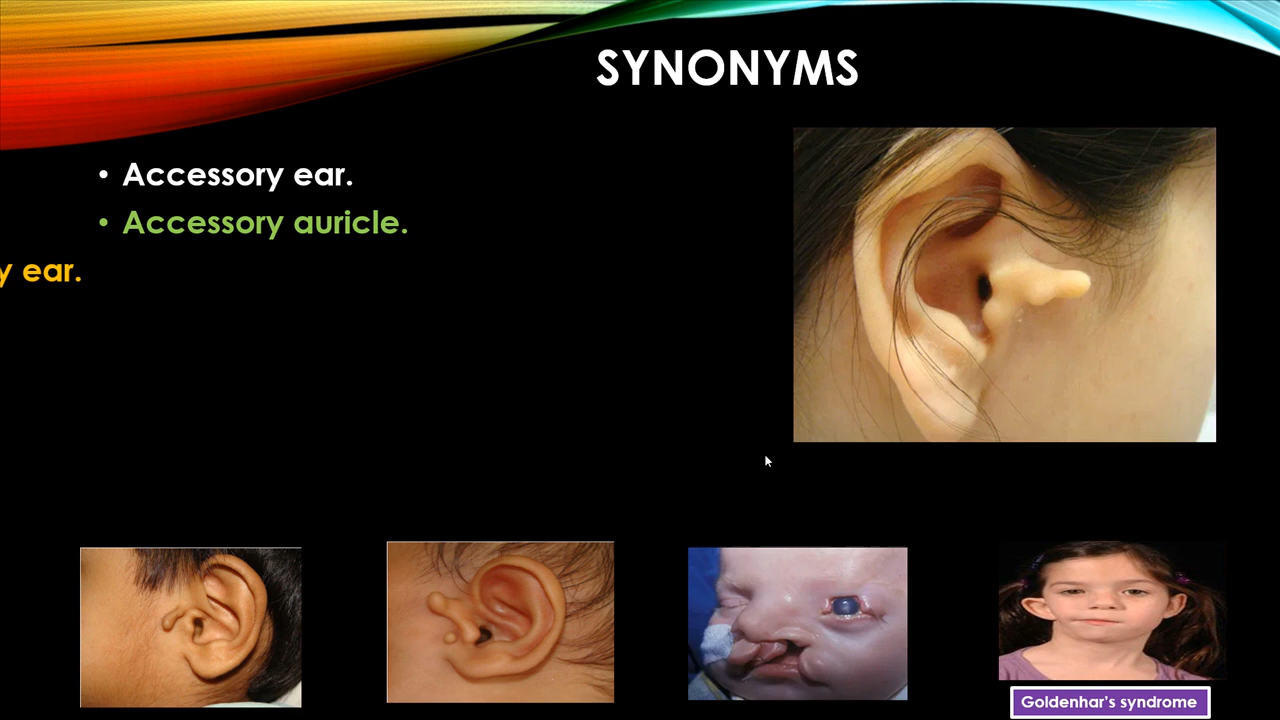 SYNONYMS
• Accessory ear.
• Accessory auricle.
y ear.
Goldenhar's syndrome